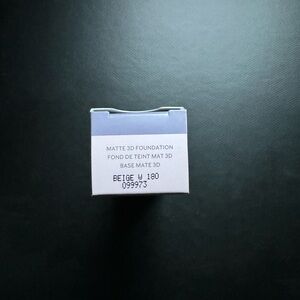 MATTE 3D FOUNDATION
FOND DE TEINT MAT 3D
BASE MATE 3D
BEIGE W 180
099973